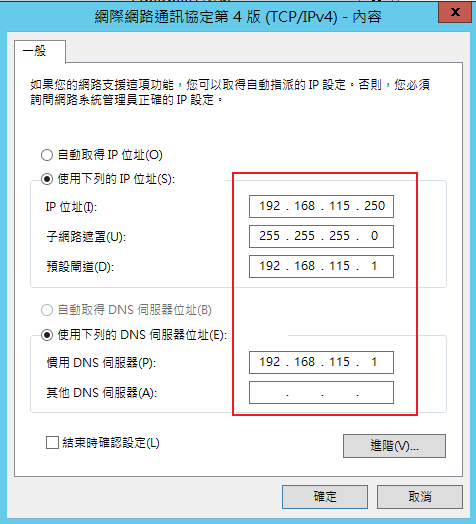 網際網路通訊協定第 4 版 (TCP/IPv4) - 內容
x
一般
如果您的網路支援這項功能，您可以取得自動指派的 IP 設定。否則，您必須
詢問網路系統管理員正確的 IP 設定。
自動取得 IP 位址(O)
使用下列的 IP 位址(S):
IP 位址(I): 192 . 168 . 115 . 250
子網路遮罩(U): 255 . 255 . 255 . 0
預設閘道(D): 192 . 168 . 115 . 1
自動取得 DNS 伺服器位址(B)
使用下列的 DNS 伺服器位址(E):
慣用 DNS 伺服器(P): 192 . 168 . 115 . 1
其他 DNS 伺服器(A): . . .
結束時確認設定(L)
進階(V)...
確定 取消